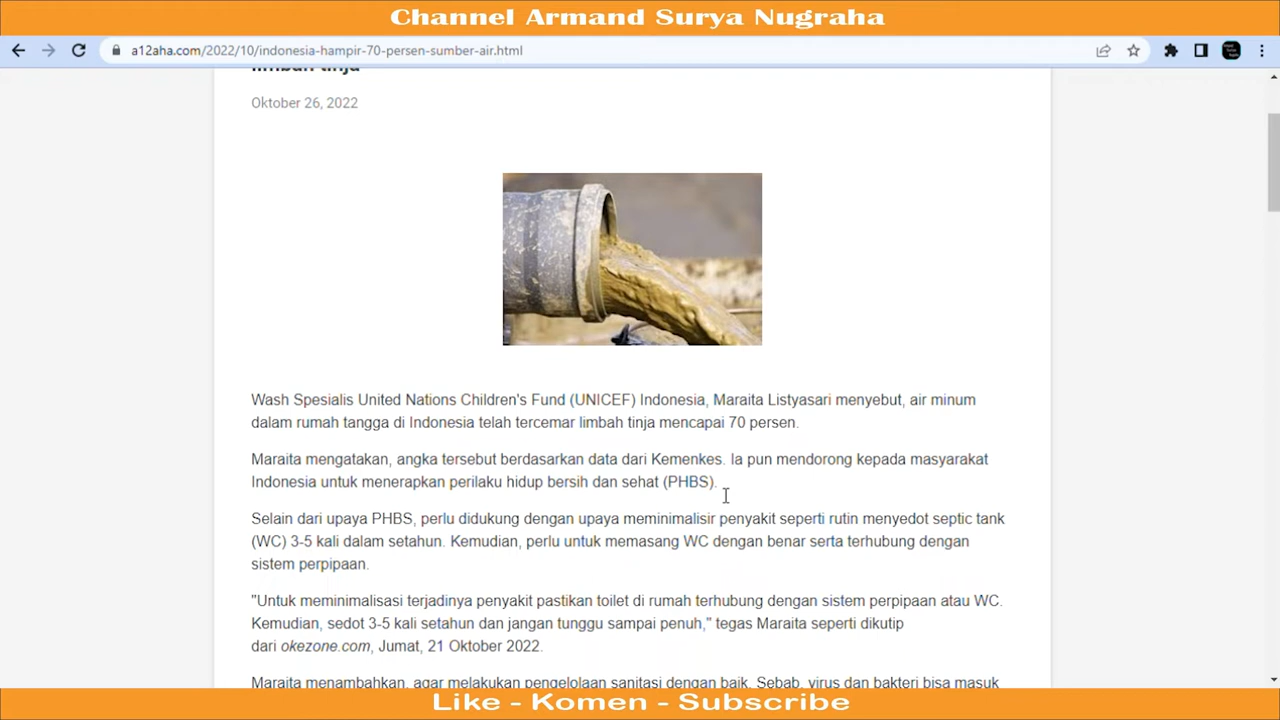 Channel Armand Surya Nugraha
a12aha.com/2022/10/indonesia-hampir-70-persen-sumber-air.html
limbah tinja
Oktober 26, 2022
Wash Spesialis United Nations Children's Fund (UNICEF) Indonesia, Maraita Listyasari menyebut, air minum
dalam rumah tangga di Indonesia telah tercemar limbah tinja mencapai 70 persen.
Maraita mengatakan, angka tersebut berdasarkan data dari Kemenkes. Ia pun mendorong kepada masyarakat
Indonesia untuk menerapkan perilaku hidup bersih dan sehat (PHBS).
Selain dari upaya PHBS, perlu didukung dengan upaya meminimalisir penyakit seperti rutin menyedot septic tank
(WC) 3-5 kali dalam setahun. Kemudian, perlu untuk memasang WC dengan benar serta terhubung dengan
sistem perpipaan.
"Untuk meminimalisasi terjadinya penyakit pastikan toilet di rumah terhubung dengan sistem perpipaan atau WC.
Kemudian, sedot 3-5 kali setahun dan jangan tunggu sampai penuh," tegas Maraita seperti dikutip
dari okezone.com, Jumat, 21 Oktober 2022.
Maraita menambahkan, agar melakukan pengelolaan sanitasi dengan baik. Sebab, virus dan bakteri bisa masuk
Like - Komen - Subscribe